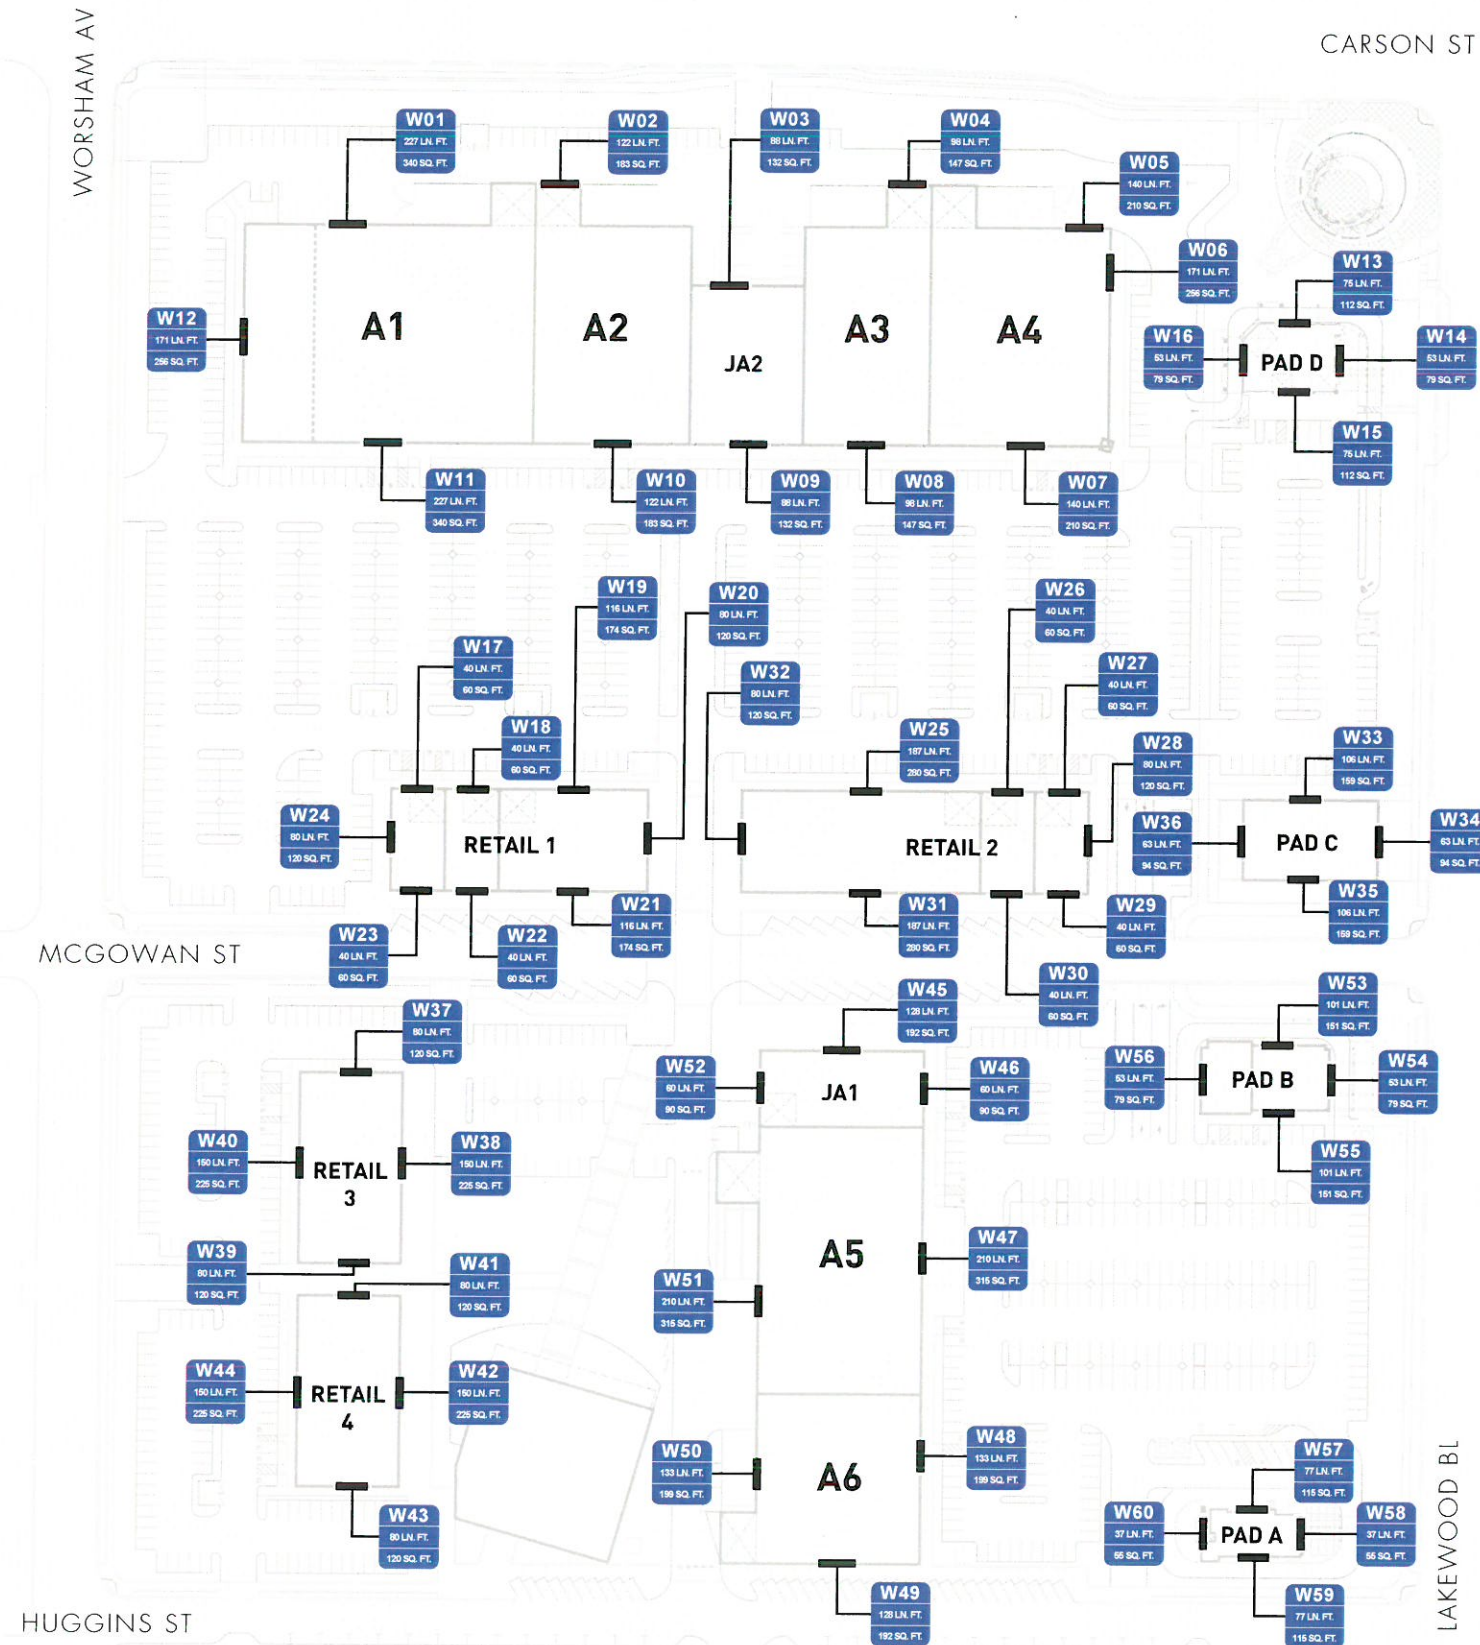 WORSHAM AV
CARSON ST
W01
227 LN. FT.
340 SQ. FT.
W02
122 LN. FT.
183 SQ. FT.
W03
88 LN. FT.
132 SQ. FT.
W04
98 LN. FT.
147 SQ. FT.
W05
140 LN. FT.
210 SQ. FT.
W06
171 LN. FT.
256 SQ. FT.
W12
171 LN. FT.
256 SQ. FT.
A1
A2
JA2
A3
A4
W13
75 LN. FT.
112 SQ. FT.
W16
53 LN. FT.
79 SQ. FT.
PAD D
W14
53 LN. FT.
79 SQ. FT.
W15
75 LN. FT.
112 SQ. FT.
W11
227 LN. FT.
340 SQ. FT.
W10
122 LN. FT.
183 SQ. FT.
W09
88 LN. FT.
132 SQ. FT.
W08
98 LN. FT.
147 SQ. FT.
W07
140 LN. FT.
210 SQ. FT.
W19
116 LN. FT.
174 SQ. FT.
W20
80 LN. FT.
120 SQ. FT.
W26
40 LN. FT.
60 SQ. FT.
W17
40 LN. FT.
60 SQ. FT.
W32
80 LN. FT.
120 SQ. FT.
W27
40 LN. FT.
60 SQ. FT.
W18
40 LN. FT.
60 SQ. FT.
W25
187 LN. FT.
280 SQ. FT.
W28
80 LN. FT.
120 SQ. FT.
W33
106 LN. FT.
159 SQ. FT.
W24
80 LN. FT.
120 SQ. FT.
RETAIL 1
RETAIL 2
W36
63 LN. FT.
94 SQ. FT.
PAD C
W34
63 LN. FT.
94 SQ. FT.
W23
40 LN. FT.
60 SQ. FT.
W22
40 LN. FT.
60 SQ. FT.
W21
116 LN. FT.
174 SQ. FT.
W31
187 LN. FT.
280 SQ. FT.
W29
40 LN. FT.
60 SQ. FT.
W35
106 LN. FT.
159 SQ. FT.
MCGOWAN ST
W30
40 LN. FT.
60 SQ. FT.
W37
80 LN. FT.
120 SQ. FT.
W45
128 LN. FT.
192 SQ. FT.
W53
101 LN. FT.
151 SQ. FT.
W52
60 LN. FT.
90 SQ. FT.
JA1
W46
60 LN. FT.
90 SQ. FT.
W56
53 LN. FT.
79 SQ. FT.
PAD B
W54
53 LN. FT.
79 SQ. FT.
W40
150 LN. FT.
225 SQ. FT.
RETAIL
3
W38
150 LN. FT.
225 SQ. FT.
W55
101 LN. FT.
151 SQ. FT.
W39
80 LN. FT.
120 SQ. FT.
W41
80 LN. FT.
120 SQ. FT.
W51
210 LN. FT.
315 SQ. FT.
A5
W47
210 LN. FT.
315 SQ. FT.
W44
150 LN. FT.
225 SQ. FT.
RETAIL
4
W42
150 LN. FT.
225 SQ. FT.
W50
133 LN. FT.
199 SQ. FT.
A6
W48
133 LN. FT.
199 SQ. FT.
W43
80 LN. FT.
120 SQ. FT.
W57
77 LN. FT.
115 SQ. FT.
W60
37 LN. FT.
55 SQ. FT.
PAD A
W58
37 LN. FT.
55 SQ. FT.
W49
128 LN. FT.
192 SQ. FT.
W59
77 LN. FT.
115 SQ. FT.
LAKEWOOD BL
HUGGINS ST